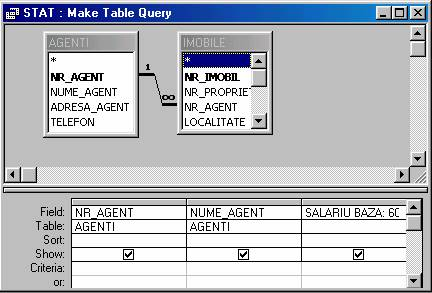 STAT : Make Table Query
AGENTI
*
NR_AGENT
NUME_AGENT
ADRESA_AGENT
TELEFON
1
∞
IMOBILE
*
NR_IMOBIL
NR_PROPRIE
NR_AGENT
LOCALITATE
Field: NR_AGENT NUME_AGENT SALARIU BAZA: 60
Table: AGENTI AGENTI
Sort:
Show:
Criteria:
or: